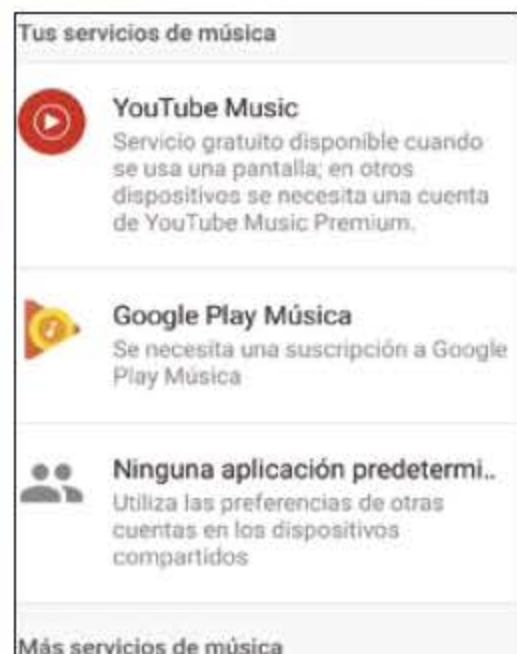 Tus servicios de música
YouTube Music
Servicio gratuito disponible cuando
se usa una pantalla; en otros
dispositivos se necesita una cuenta
de YouTube Music Premium.
Google Play Música
Se necesita una suscripción a Google
Play Música
Ninguna aplicación predetermi..
Utiliza las preferencias de otras
cuentas en los dispositivos
compartidos
Más servicios de música